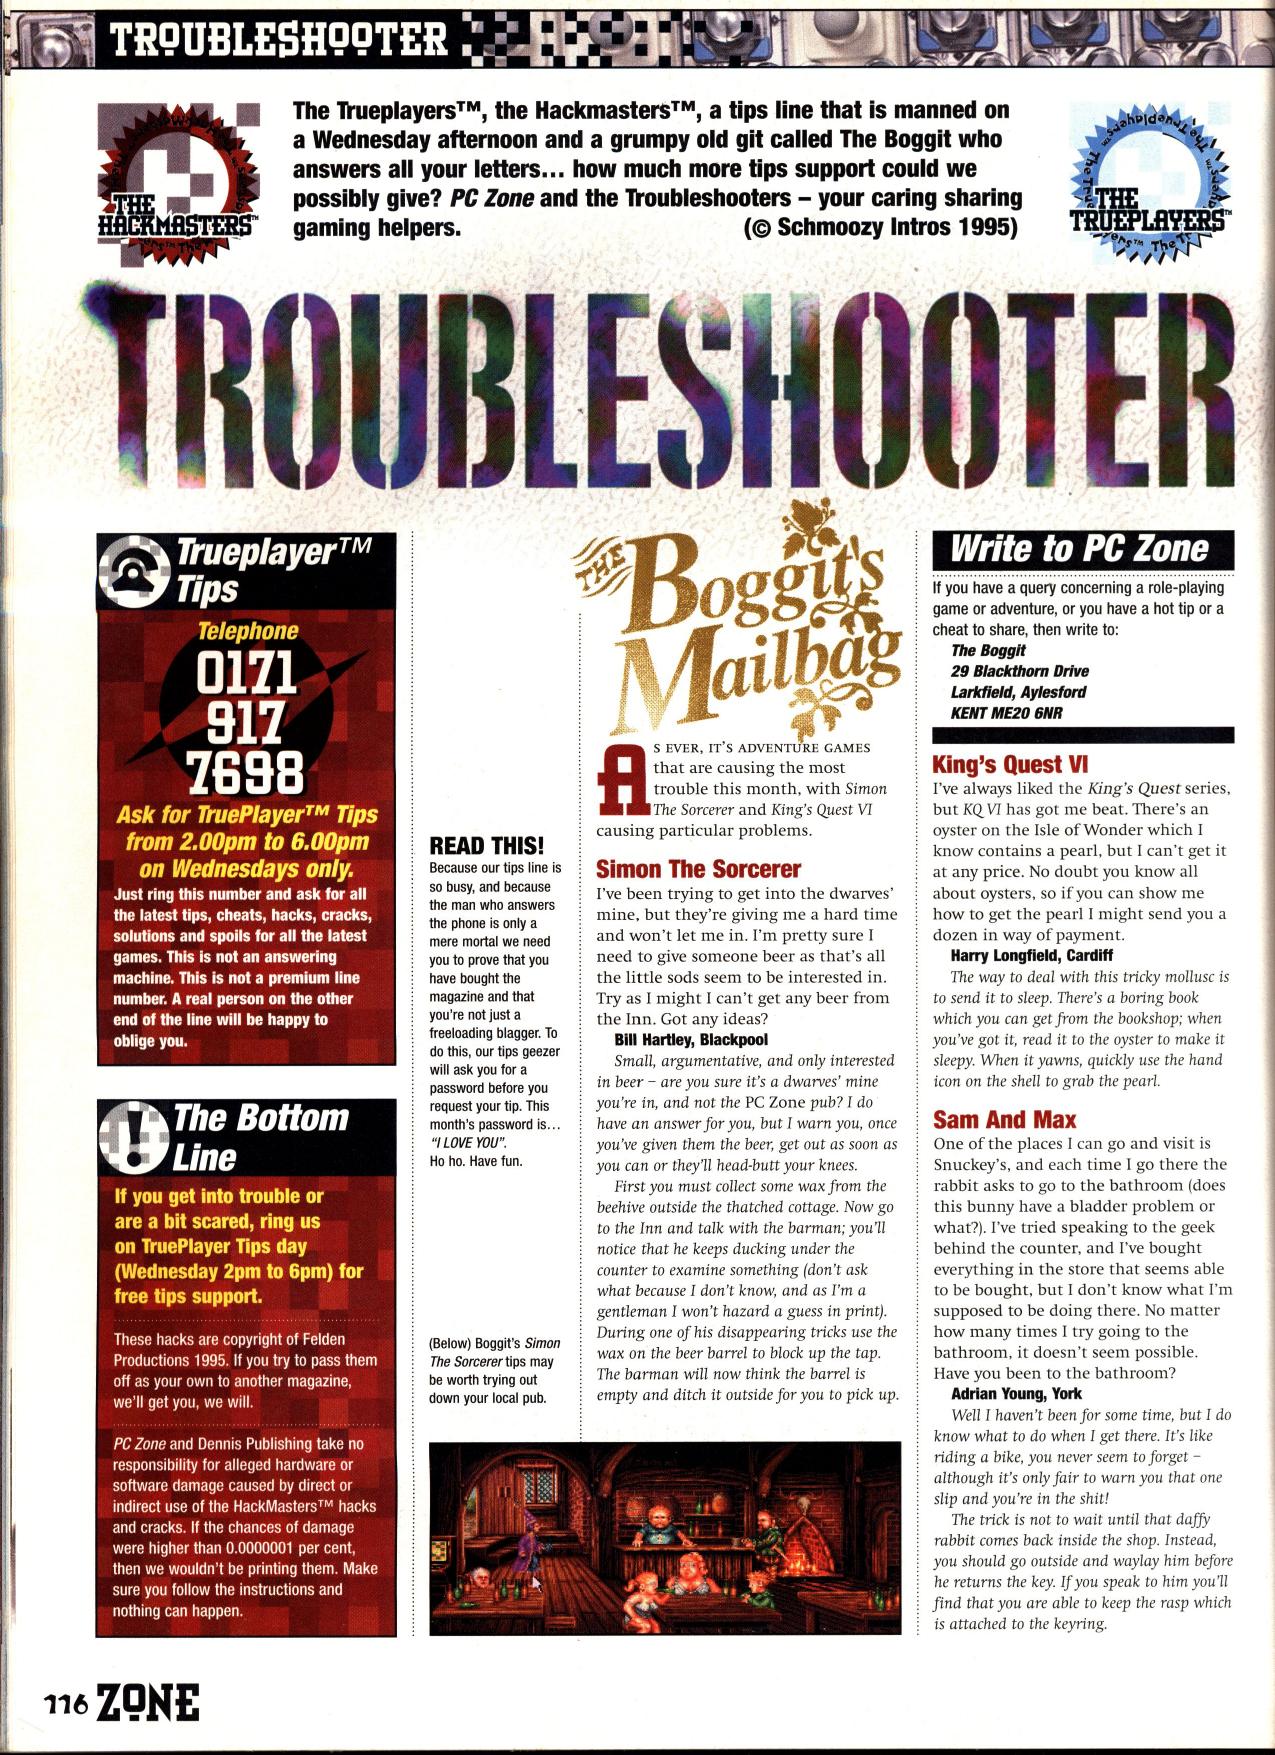 TROUBLESHOOTER
THE
HACKMASTERS™
The Trueplayers™, the Hackmasters™, a tips line that is manned on
a Wednesday afternoon and a grumpy old git called The Boggit who
answers all your letters... how much more tips support could we
possibly give? PC Zone and the Troubleshooters – your caring sharing
gaming helpers. (© Schmoozy Intros 1995)
THE
TRUEPLAYERS™
TROUBLESHOOTER
Trueplayer™
Tips
Telephone
0171
917
7698
Ask for TruePlayer™ Tips
from 2.00pm to 6.00pm
on Wednesdays only.
Just ring this number and ask for all
the latest tips, cheats, hacks, cracks,
solutions and spoils for all the latest
games. This is not an answering
machine. This is not a premium line
number. A real person on the other
end of the line will be happy to
oblige you.
The Bottom
Line
If you get into trouble or
are a bit scared, ring us
on TruePlayer Tips day
(Wednesday 2pm to 6pm) for
free tips support.
These hacks are copyright of Felden
Productions 1995. If you try to pass them
off as your own to another magazine,
we'll get you, we will.
PC Zone and Dennis Publishing take no
responsibility for alleged hardware or
software damage caused by direct or
indirect use of the HackMasters™ hacks
and cracks. If the chances of damage
were higher than 0.0000001 per cent,
then we wouldn't be printing them. Make
sure you follow the instructions and
nothing can happen.
READ THIS!
Because our tips line is
so busy, and because
the man who answers
the phone is only a
mere mortal we need
you to prove that you
have bought the
magazine and that
you're not just a
freeloading blagger. To
do this, our tips geezer
will ask you for a
password before you
request your tip. This
month's password is...
"I LOVE YOU".
Ho ho. Have fun.
(Below) Boggit's Simon
The Sorcerer tips may
be worth trying out
down your local pub.
THE
Boggit's
Mailbag
AS EVER, IT'S ADVENTURE GAMES
that are causing the most
trouble this month, with Simon
The Sorcerer and King's Quest VI
causing particular problems.
Simon The Sorcerer
I've been trying to get into the dwarves'
mine, but they're giving me a hard time
and won't let me in. I'm pretty sure I
need to give someone beer as that's all
the little sods seem to be interested in.
Try as I might I can't get any beer from
the Inn. Got any ideas?
Bill Hartley, Blackpool
Small, argumentative, and only interested
in beer – are you sure it's a dwarves' mine
you're in, and not the PC Zone pub? I do
have an answer for you, but I warn you, once
you've given them the beer, get out as soon as
you can or they'll head-butt your knees.
First you must collect some wax from the
beehive outside the thatched cottage. Now go
to the Inn and talk with the barman; you'll
notice that he keeps ducking under the
counter to examine something (don't ask
what because I don't know, and as I'm a
gentleman I won't hazard a guess in print).
During one of his disappearing tricks use the
wax on the beer barrel to block up the tap.
The barman will now think the barrel is
empty and ditch it outside for you to pick up.
Write to PC Zone
If you have a query concerning a role-playing
game or adventure, or you have a hot tip or a
cheat to share, then write to:
The Boggit
29 Blackthorn Drive
Larkfield, Aylesford
KENT ME20 6NR
King's Quest VI
I've always liked the King's Quest series,
but KQ VI has got me beat. There's an
oyster on the Isle of Wonder which I
know contains a pearl, but I can't get it
at any price. No doubt you know all
about oysters, so if you can show me
how to get the pearl I might send you a
dozen in way of payment.
Harry Longfield, Cardiff
The way to deal with this tricky mollusc is
to send it to sleep. There's a boring book
which you can get from the bookshop; when
you've got it, read it to the oyster to make it
sleepy. When it yawns, quickly use the hand
icon on the shell to grab the pearl.
Sam And Max
One of the places I can go and visit is
Snuckey's, and each time I go there the
rabbit asks to go to the bathroom (does
this bunny have a bladder problem or
what?). I've tried speaking to the geek
behind the counter, and I've bought
everything in the store that seems able
to be bought, but I don't know what I'm
supposed to be doing there. No matter
how many times I try going to the
bathroom, it doesn't seem possible.
Have you been to the bathroom?
Adrian Young, York
Well I haven't been for some time, but I do
know what to do when I get there. It's like
riding a bike, you never seem to forget –
although it's only fair to warn you that one
slip and you're in the shit!
The trick is not to wait until that daffy
rabbit comes back inside the shop. Instead,
you should go outside and waylay him before
he returns the key. If you speak to him you'll
find that you are able to keep the rasp which
is attached to the keyring.
116 ZONE